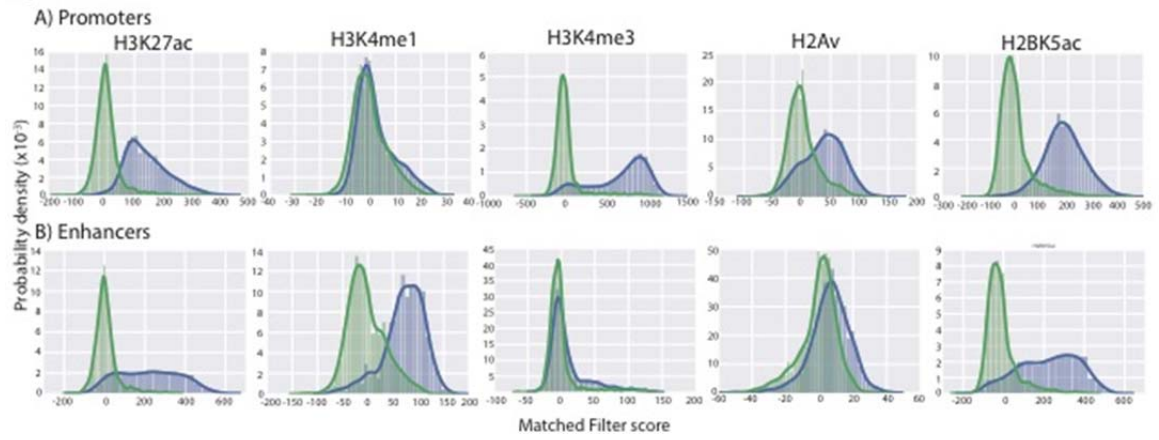 A) Promoters
H3K27ac H3K4me1 H3K4me3 H2Av H2BK5ac
16 14 12 10 8 6 4 2 0
-200 -100 0 100 200 300 400 500
8 7 6 5 4 3 2 1 0
-40 -30 -20 -10 0 10 20 30 40
6 5 4 3 2 1 0
-1000 -500 0 500 1000 1500
25 20 15 10 5 0
-150 -100 -50 0 50 100 150 200
10 8 6 4 2 0
-300 -200 -100 0 100 200 300 400 500
Probability density (x10⁻³)
B) Enhancers
14 12 10 8 6 4 2 0
-200 0 200 400 600
14 12 10 8 6 4 2 0
-200 -150 -100 -50 0 50 100 150 200
45 40 35 30 25 20 15 10 5
-100 -50 0 50 100 150 200
50 40 30 20 10 0
-60 -40 -20 0 20 40 60
9 8 7 6 5 4 3 2 1 0
-200 0 200 400 600
Matched Filter score